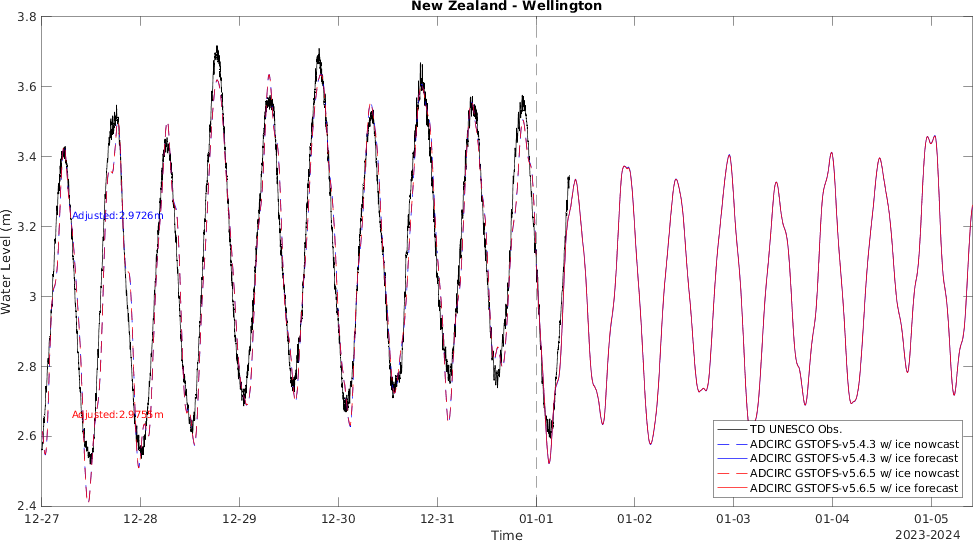 New Zealand - Wellington
3.8
3.6
3.4
3.2
3
2.8
2.6
2.4
Water Level (m)
Adjusted:2.9726m
Adjusted:2.9755m
TD UNESCO Obs.
ADCIRC GSTOFS-v5.4.3 w/ ice nowcast
ADCIRC GSTOFS-v5.4.3 w/ ice forecast
ADCIRC GSTOFS-v5.6.5 w/ ice nowcast
ADCIRC GSTOFS-v5.6.5 w/ ice forecast
12-27 12-28 12-29 12-30 12-31 01-01 01-02 01-03 01-04 01-05
Time
2023-2024